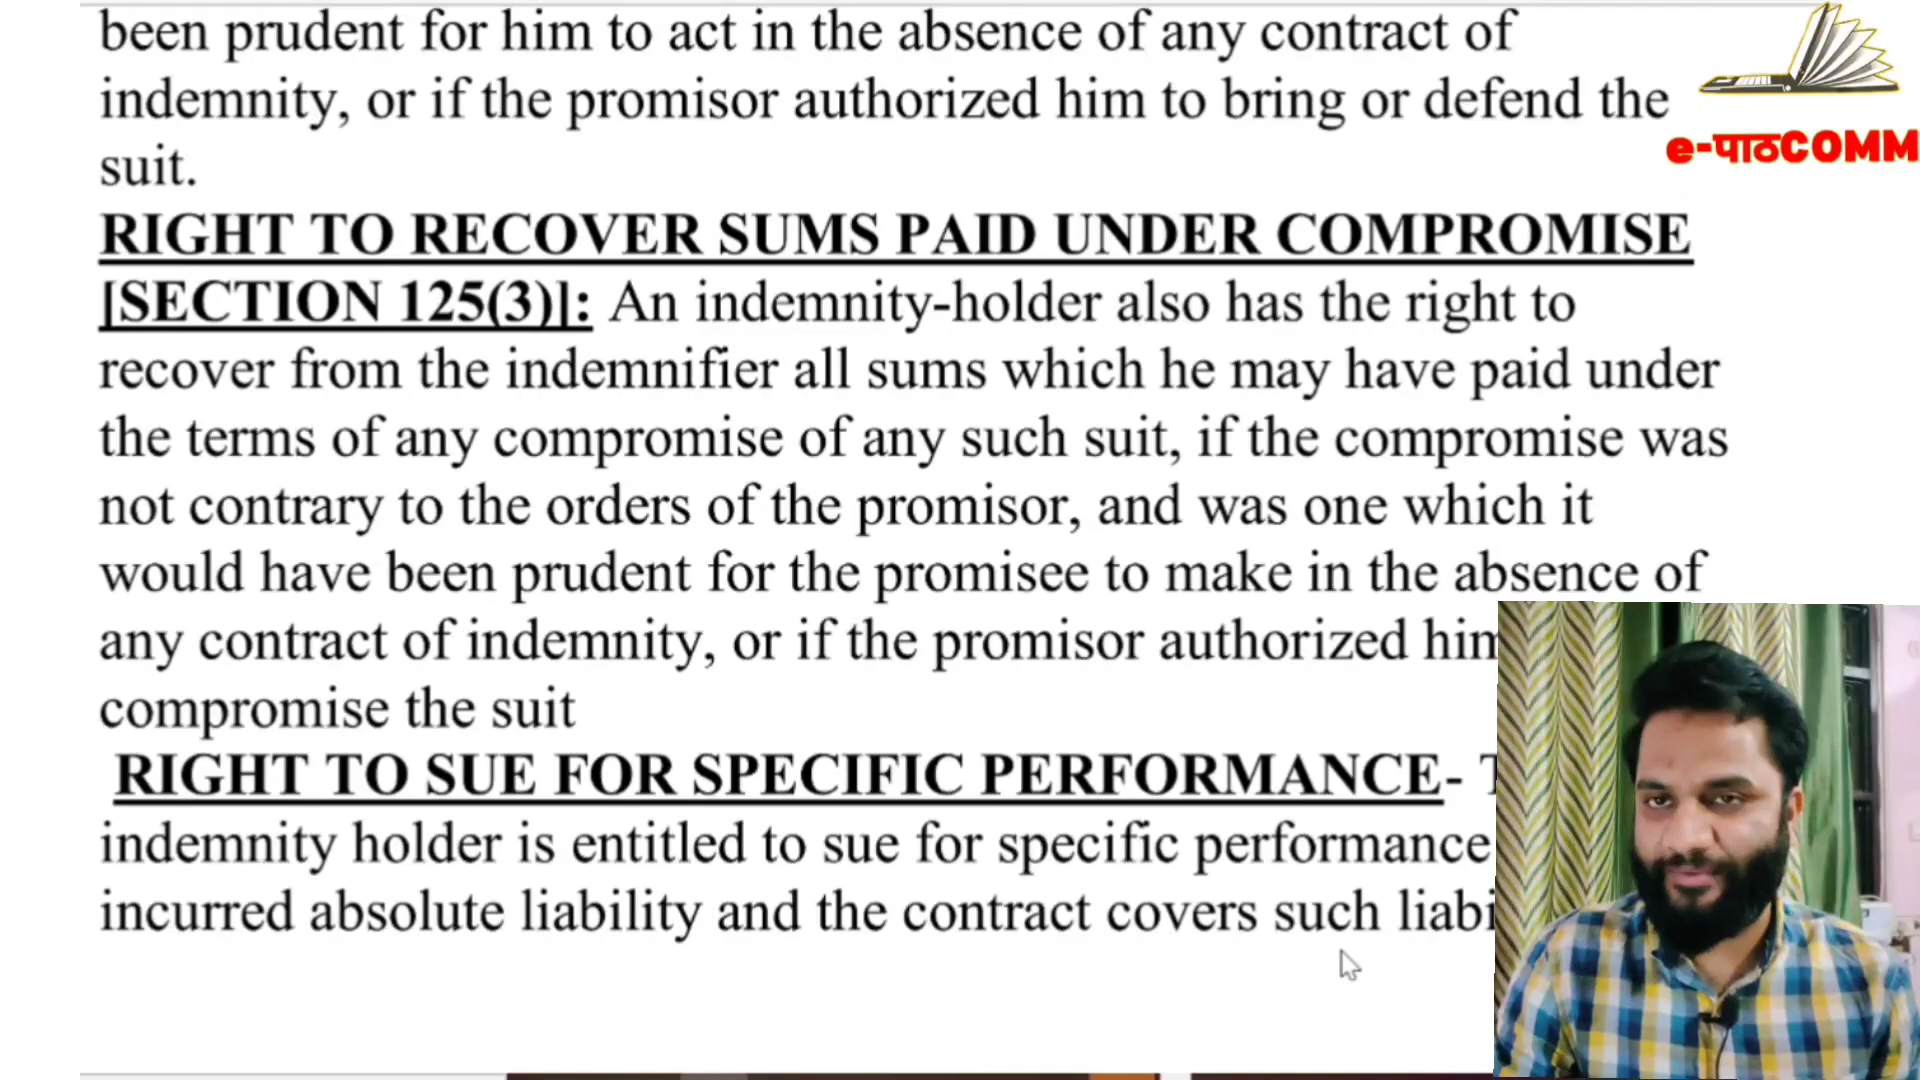 been prudent for him to act in the absence of any contract of
indemnity, or if the promisor authorized him to bring or defend the
suit.
e-पाठCOMM
RIGHT TO RECOVER SUMS PAID UNDER COMPROMISE
[SECTION 125(3)]: An indemnity-holder also has the right to
recover from the indemnifier all sums which he may have paid under
the terms of any compromise of any such suit, if the compromise was
not contrary to the orders of the promisor, and was one which it
would have been prudent for the promisee to make in the absence of
any contract of indemnity, or if the promisor authorized him
compromise the suit
RIGHT TO SUE FOR SPECIFIC PERFORMANCE-
indemnity holder is entitled to sue for specific performance
incurred absolute liability and the contract covers such